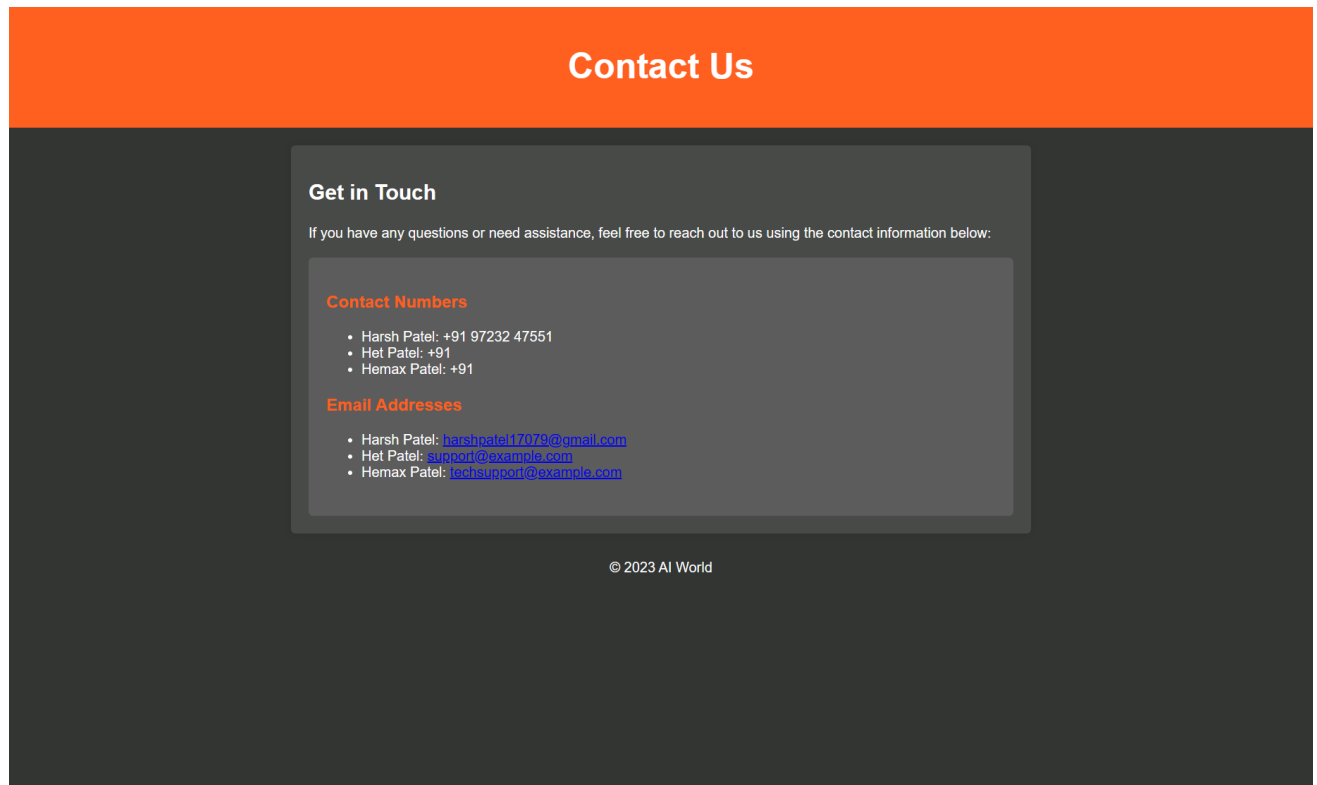 Contact Us
Get in Touch
If you have any questions or need assistance, feel free to reach out to us using the contact information below:
Contact Numbers
• Harsh Patel: +91 97232 47551
• Het Patel: +91
• Hemax Patel: +91
Email Addresses
• Harsh Patel: harshpatel17079@gmail.com
• Het Patel: support@example.com
• Hemax Patel: techsupport@example.com
© 2023 AI World